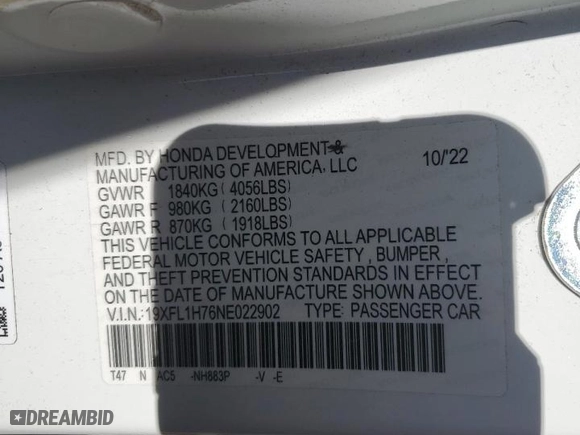 MFD. BY HONDA DEVELOPMENT &
MANUFACTURING OF AMERICA, LLC 10/'22
GVWR 1840KG ( 4056LBS)
GAWR F 980KG ( 2160LBS)
GAWR R 870KG ( 1918LBS)
THIS VEHICLE CONFORMS TO ALL APPLICABLE
FEDERAL MOTOR VEHICLE SAFETY , BUMPER ,
AND THEFT PREVENTION STANDARDS IN EFFECT
ON THE DATE OF MANUFACTURE SHOWN ABOVE.
V.I.N.:19XFL1H76NE022902 TYPE: PASSENGER CAR
T47 N AC5 -NH883P -V -E
DREAMBID